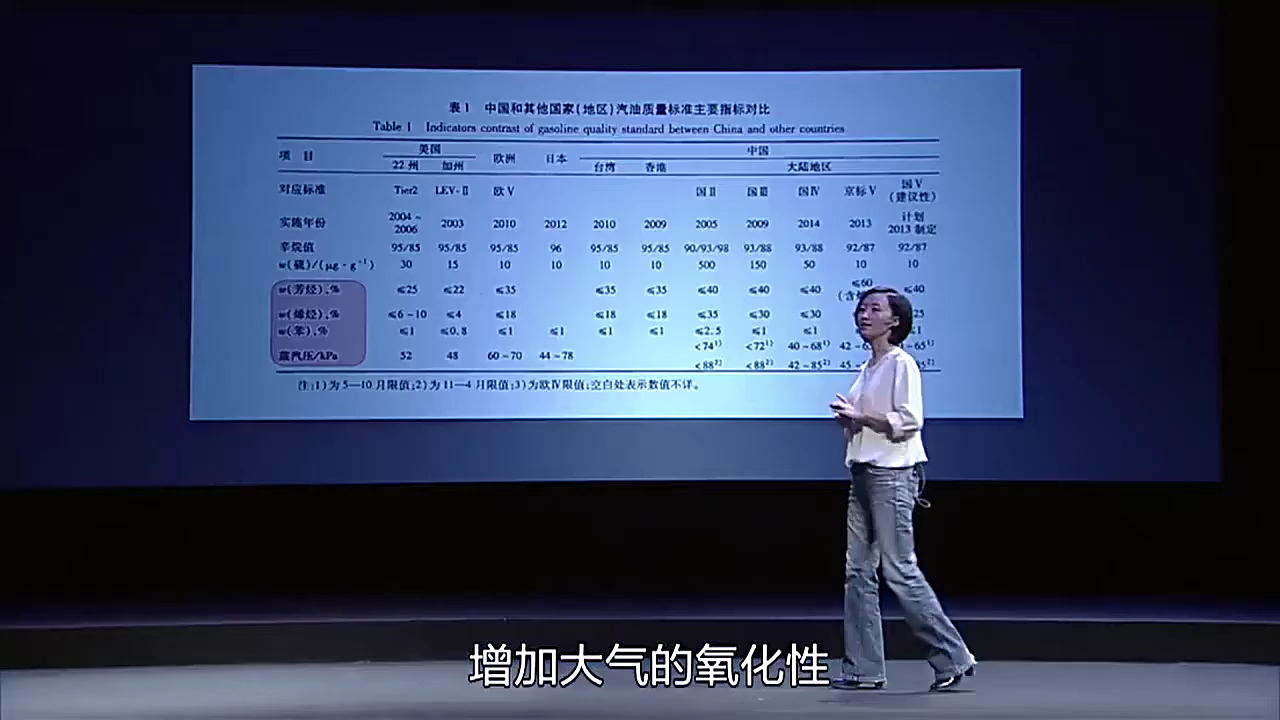 表1 中国和其他国家(地区)汽油质量标准主要指标对比
Table 1 Indicators contrast of gasoline quality standard between China and other countries
项 目 美国 欧洲 日本 中国
22州 加州 台湾 香港 大陆地区
对应标准 Tier2 LEV-Ⅱ 欧Ⅴ 国Ⅱ 国Ⅲ 国Ⅳ 京标Ⅴ 国Ⅴ(建议性)
实施年份 2004~2006 2003 2010 2012 2010 2009 2005 2009 2014 2013 计划2013制定
辛烷值 95/85 95/85 95/85 96 95/85 95/85 90/93/98 93/88 93/88 92/87 92/87
w(硫)/(μg·g⁻¹) 30 15 10 10 10 10 500 150 50 10 10
w(芳烃),% ≤25 ≤22 ≤35 ≤35 ≤35 ≤40 ≤40 ≤40 ≤60 ≤40
w(烯烃),% ≤6~10 ≤4 ≤18 ≤18 ≤18 ≤35 ≤30 ≤30 25
w(苯),% ≤1 ≤0.8 ≤1 ≤1 ≤1 ≤1 ≤2.5 ≤1 ≤1
蒸汽压/kPa 52 48 60~70 44~78 <74¹⁾ <72¹⁾ 40~68¹⁾
<88²⁾ <88²⁾ 42~85²⁾
注:1)为5—10月限值;2)为11—4月限值;3)为欧Ⅳ限值;空白处表示数值不详。
增加大气的氧化性